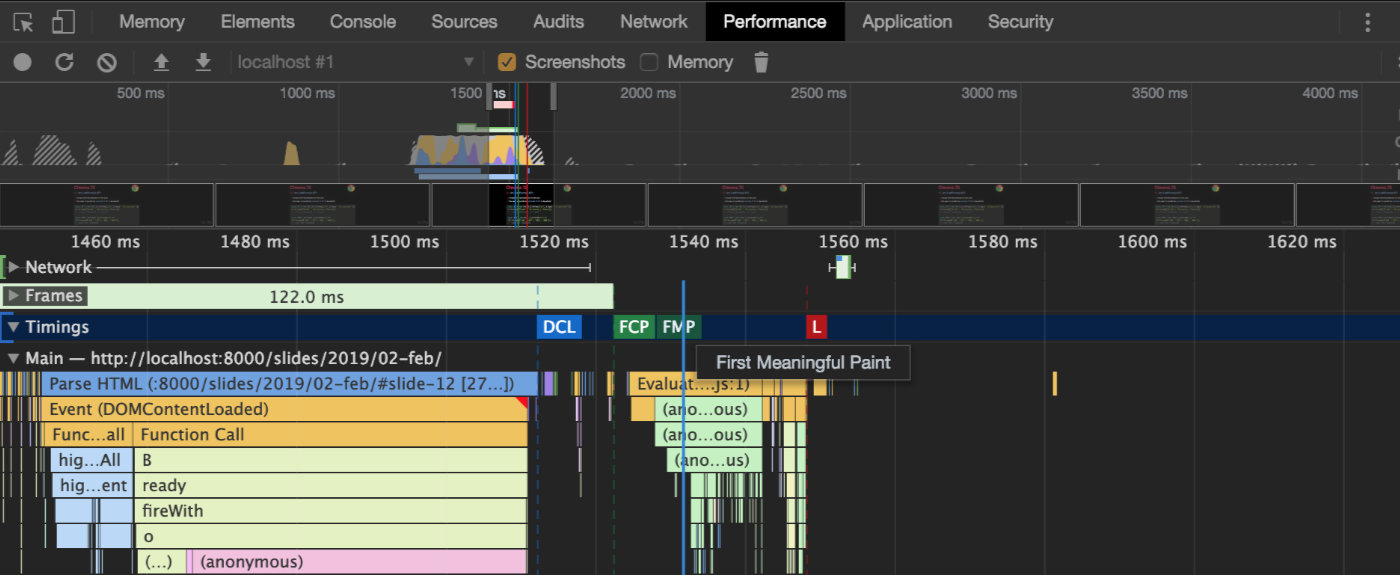 Memory Elements Console Sources Audits Network Performance Application Security
localhost #1 Screenshots Memory
500 ms 1000 ms 1500 ms 2000 ms 2500 ms 3000 ms 3500 ms 4000 ms
1460 ms 1480 ms 1500 ms 1520 ms 1540 ms 1560 ms 1580 ms 1600 ms 1620 ms
Network
Frames 122.0 ms
Timings DCL FCP FMP L
Main — http://localhost:8000/slides/2019/02-feb/
First Meaningful Paint
Parse HTML (:8000/slides/2019/02-feb/#slide-12 [27…]) Evaluat….js:1)
Event (DOMContentLoaded) (ano…ous)
Func…all Function Call (ano…ous)
hig…All B (ano…us)
hig…ent ready
fireWith
o
(…) (anonymous)